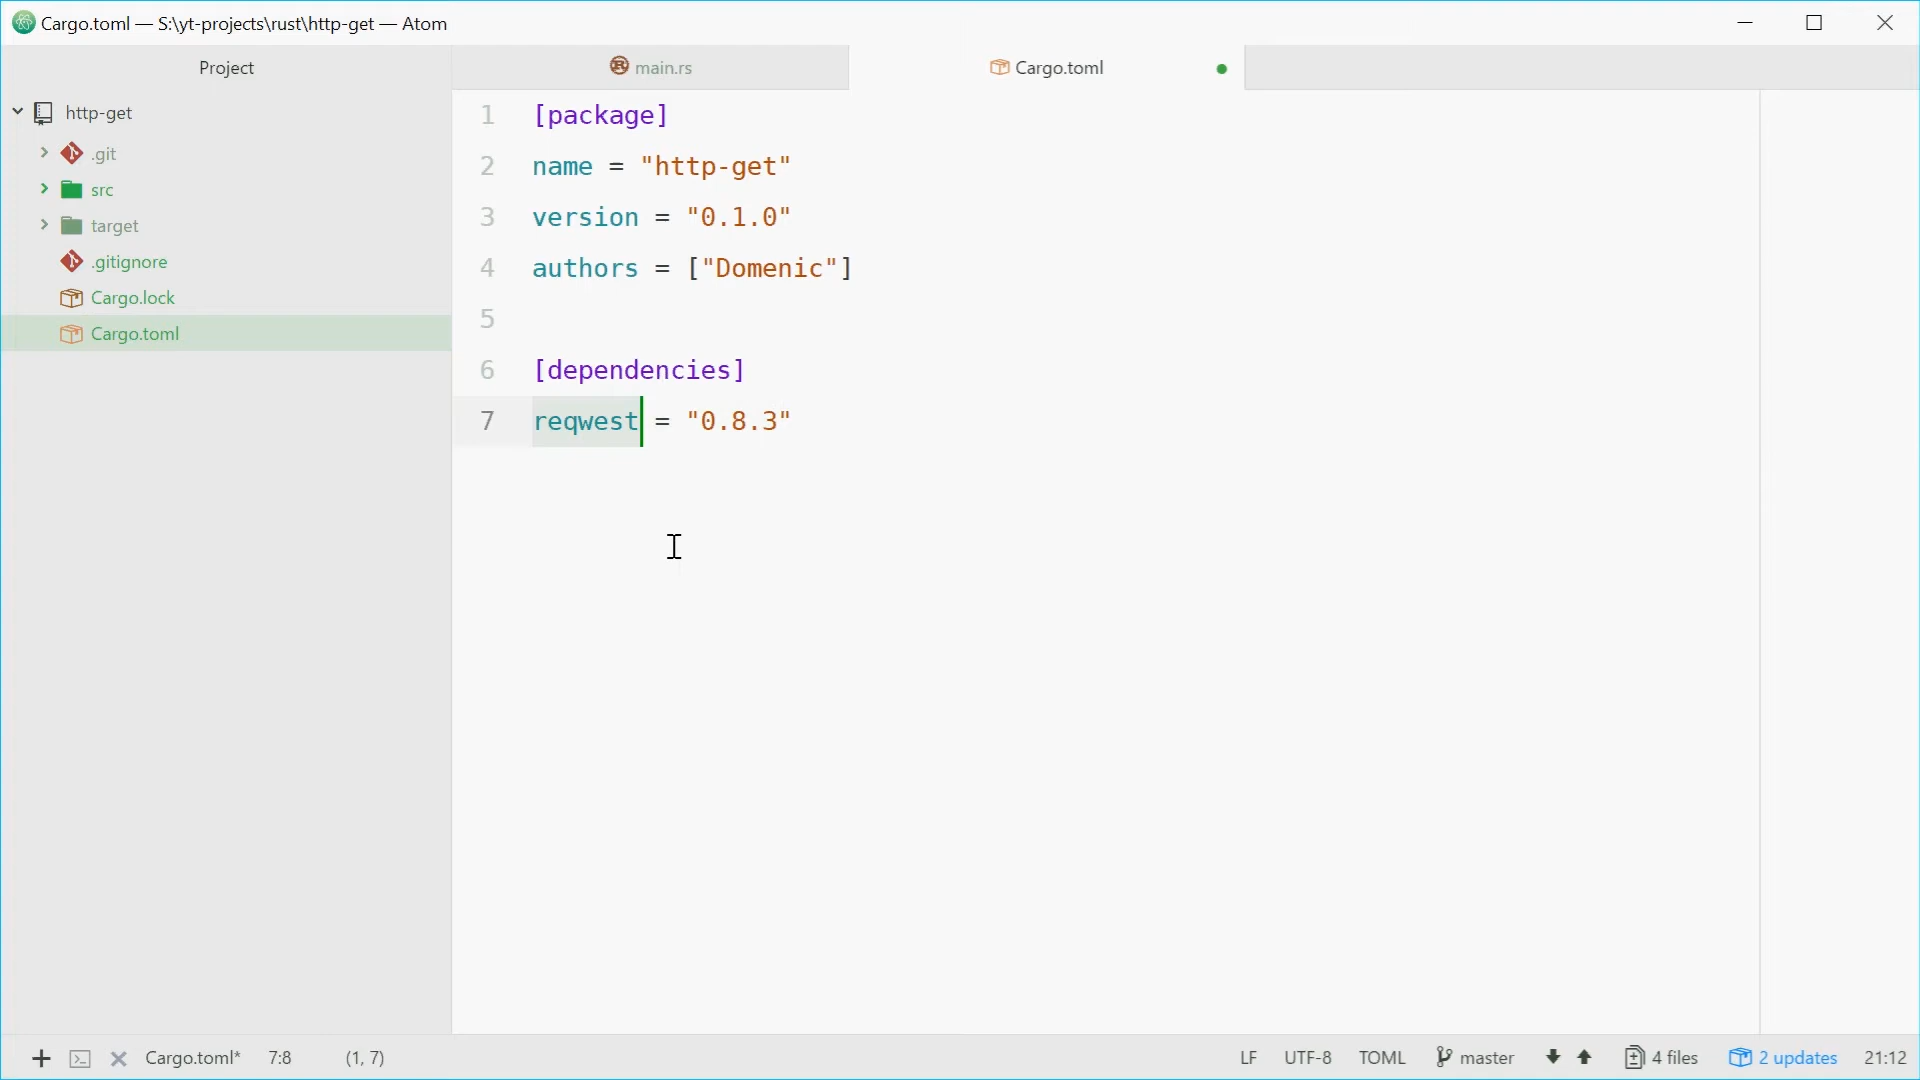 Cargo.toml — S:\yt-projects\rust\http-get — Atom
Project
main.rs
Cargo.toml
http-get
.git
src
target
.gitignore
Cargo.lock
Cargo.toml
1 [package]
2 name = "http-get"
3 version = "0.1.0"
4 authors = ["Domenic"]
5
6 [dependencies]
7 reqwest = "0.8.3"
Cargo.toml* 7:8 (1, 7) LF UTF-8 TOML master 4 files 2 updates 21:12